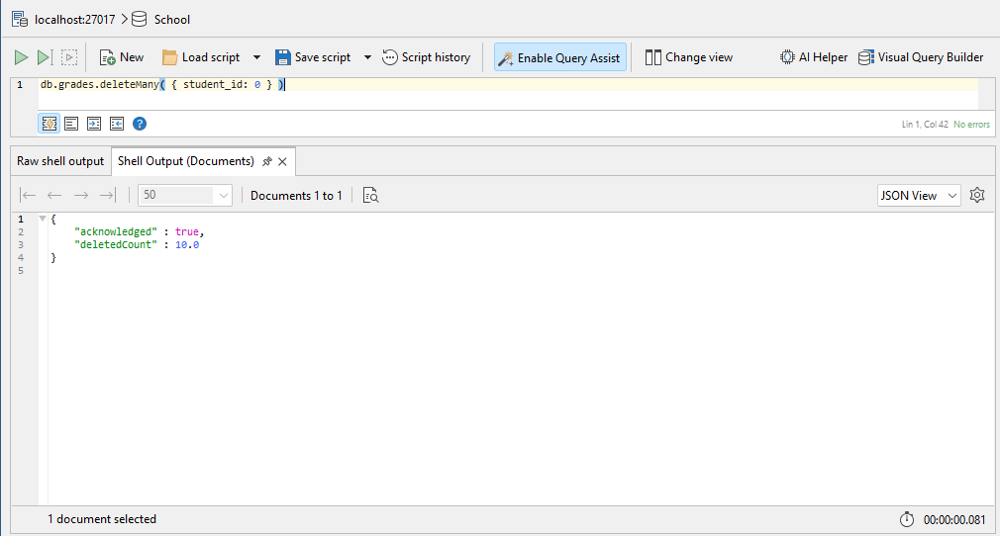 localhost:27017 School
New Load script Save script Script history Enable Query Assist Change view AI Helper Visual Query Builder
1 db.grades.deleteMany( { student_id: 0 } )
Lin 1, Col 42 No errors
Raw shell output Shell Output (Documents)
50 Documents 1 to 1 JSON View
1 {
2 "acknowledged" : true,
3 "deletedCount" : 10.0
4 }
5
1 document selected 00:00:00.081